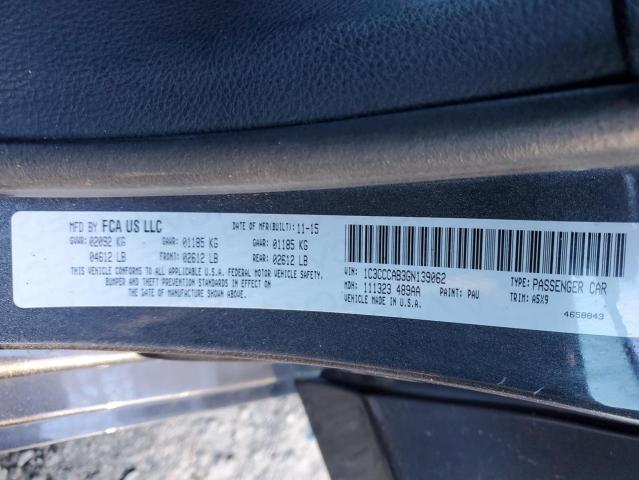 MFD BY FCA US LLC DATE OF MFR(BUILT): 11-15
GVWR: 02092 KG GAWR: 01185 KG GAWR: 01185 KG
04612 LB FRONT: 02612 LB REAR: 02612 LB
THIS VEHICLE CONFORMS TO ALL APPLICABLE U.S.A. FEDERAL MOTOR VEHICLE SAFETY,
BUMPER AND THEFT PREVENTION STANDARDS IN EFFECT ON
THE DATE OF MANUFACTURE SHOWN ABOVE.
VIN: 1C3CCCAB3GN139062 TYPE: PASSENGER CAR
MDH: 111323 489AA PAINT: PAU TRIM: A5X9
MADE IN U.S.A. 4658843